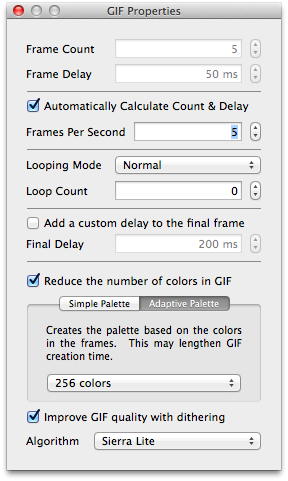 GIF Properties
Frame Count 5
Frame Delay 50 ms
Automatically Calculate Count & Delay
Frames Per Second 5
Looping Mode Normal
Loop Count 0
Add a custom delay to the final frame
Final Delay 200 ms
Reduce the number of colors in GIF
Simple Palette Adaptive Palette
Creates the palette based on the colors
in the frames. This may lengthen GIF
creation time.
256 colors
Improve GIF quality with dithering
Algorithm Sierra Lite